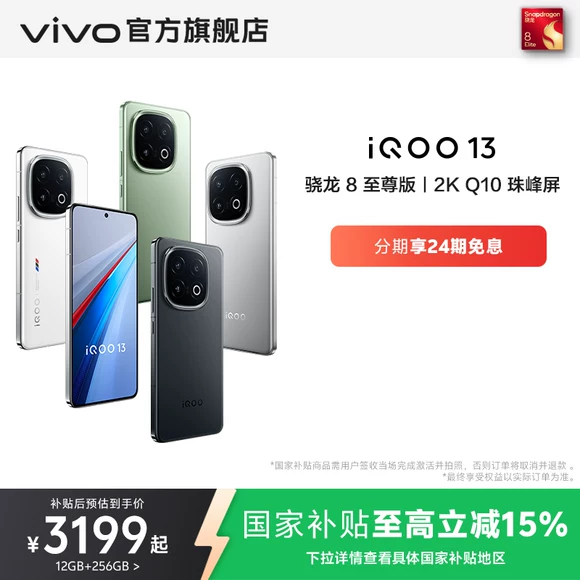 vivo 官方旗舰店
Snapdragon
骁龙
8
Elite
iQOO 13
骁龙 8 至尊版 | 2K Q10 珠峰屏
分期享24期免息
iQOO
iQOO
iQOO 13
iQOO
*国家补贴商品需用户签收当场完成激活并拍照，否则订单将取消并退款。
*最终享受权益以实际订单为准。
补贴后预估到手价
¥3199起
12GB+256GB >
国家补贴至高立减15%
下拉详情查看具体国家补贴地区